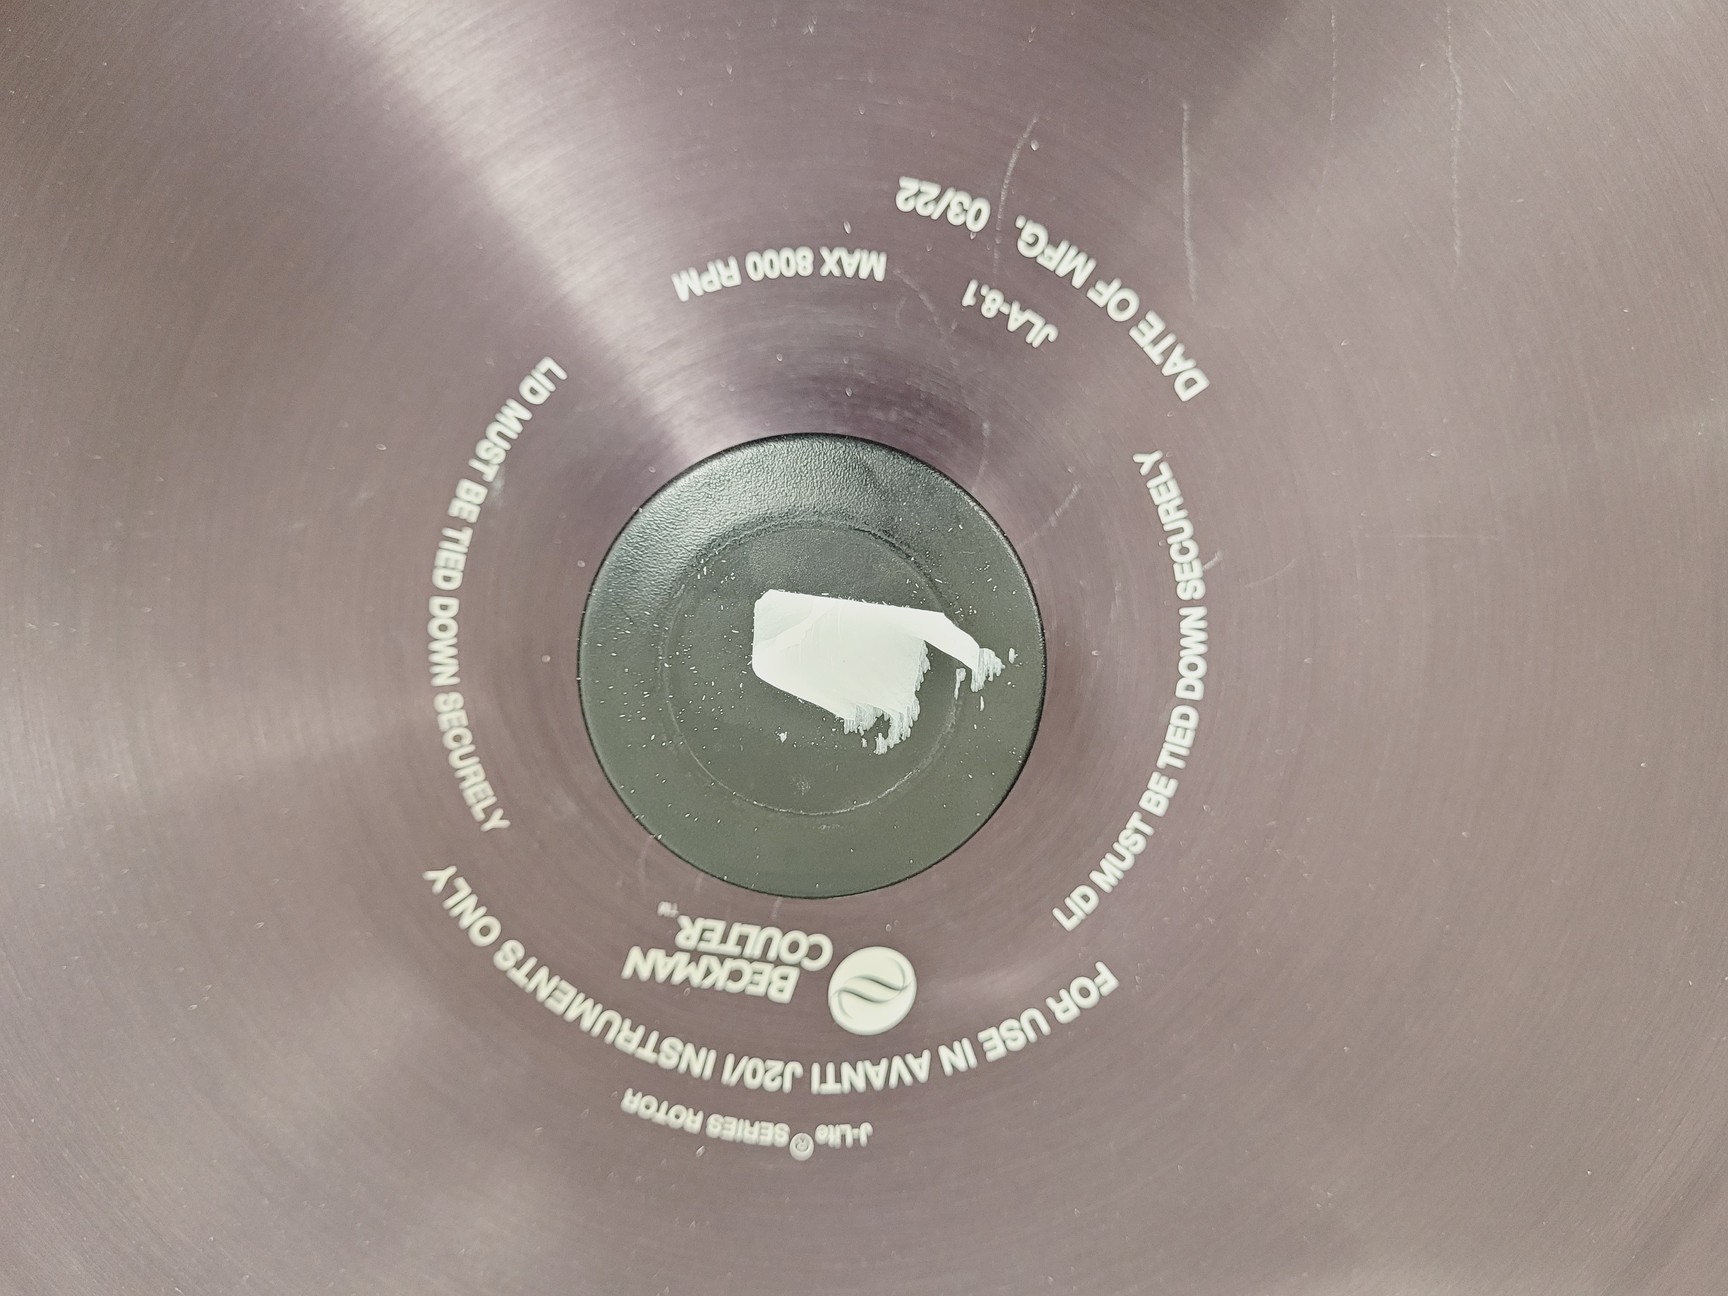 J-Lite® SERIES ROTOR
FOR USE IN AVANTI J20/I INSTRUMENTS ONLY
BECKMAN
COULTER™
LID MUST BE TIED DOWN SECURELY
LID MUST BE TIED DOWN SECURELY
DATE OF MFG. 03/22
JLA-8.1
MAX 8000 RPM